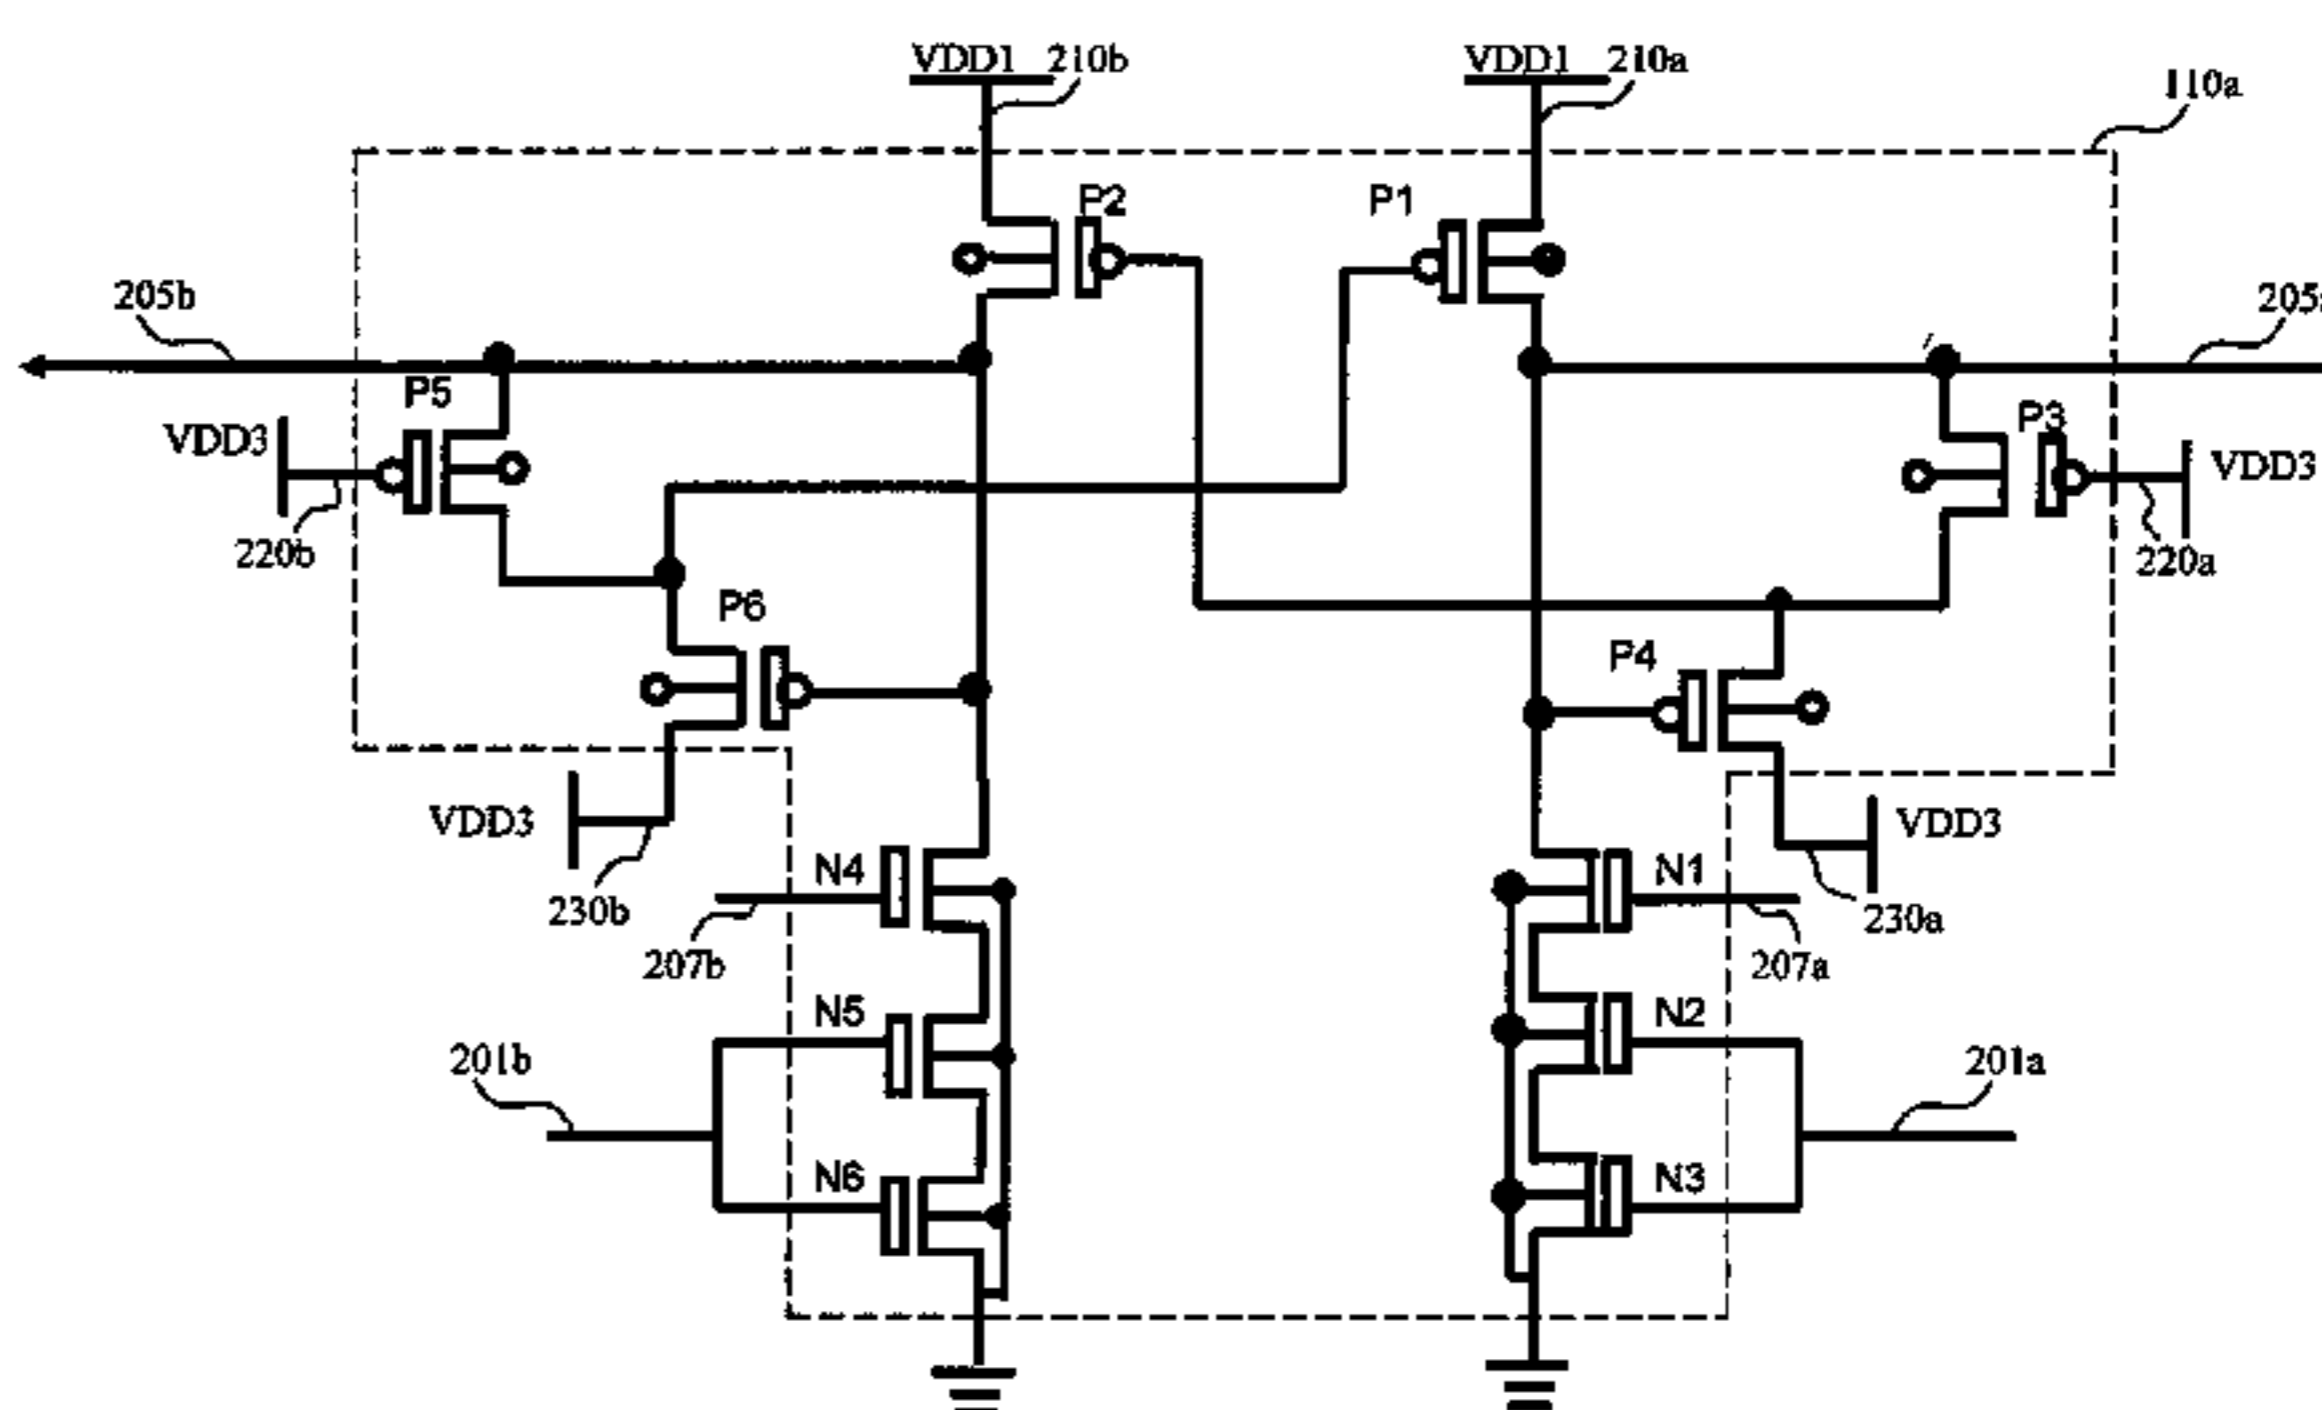 VDD1 210b VDD1 210a
110a
P2 P1
205b
P5 P3
VDD3 VDD3
220b 220a
P6
P4
VDD3 VDD3
N4 N1
230b 230a
207b 207a
N5 N2
201b 201a
N6 N3